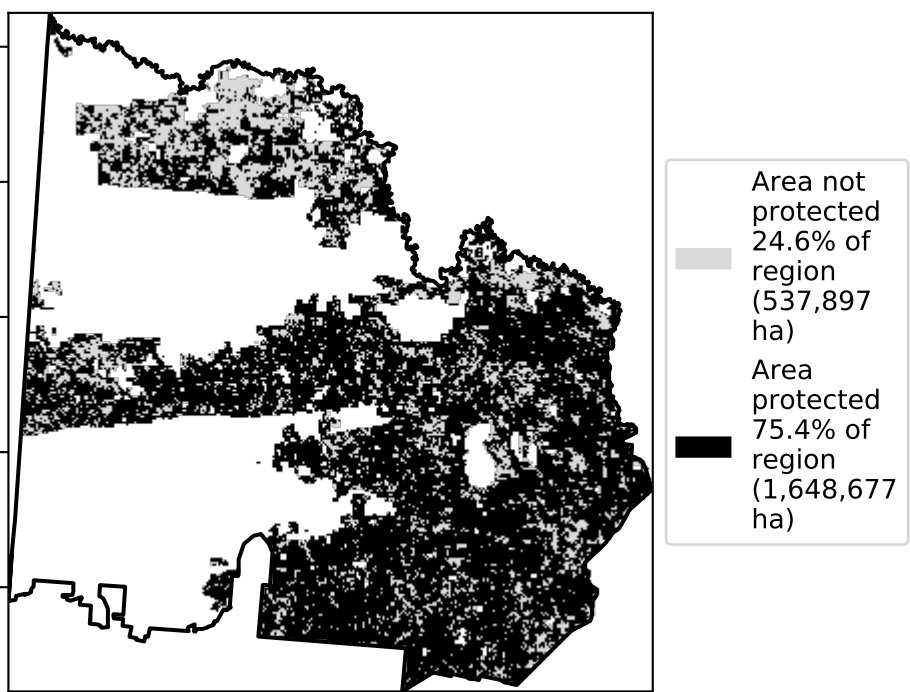 Area not
protected
24.6% of
region
(537,897
ha)
Area
protected
75.4% of
region
(1,648,677
ha)